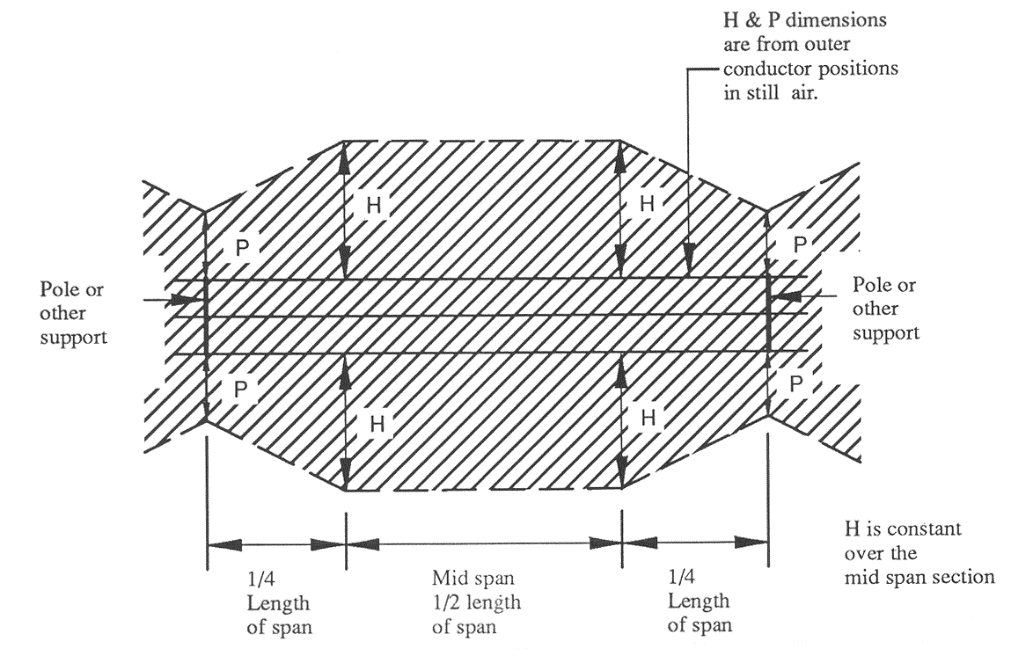 H & P dimensions
are from outer
conductor positions
in still air.
H
H
P
P
Pole or
other
support
Pole or
other
support
P
P
H
H
H is constant
over the
mid span section
1/4
Length
of span
Mid span
1/2 length
of span
1/4
Length
of span